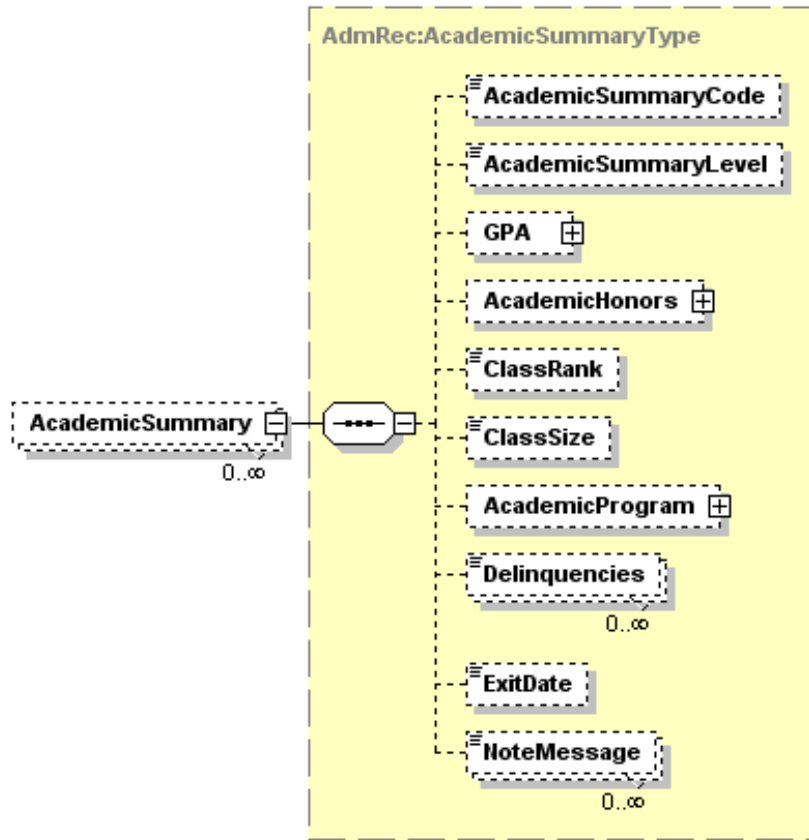 AdmRec:AcademicSummaryType
AcademicSummaryCode
AcademicSummaryLevel
GPA
AcademicHonors
ClassRank
AcademicSummary
0..∞
ClassSize
AcademicProgram
Delinquencies
0..∞
ExitDate
NoteMessage
0..∞